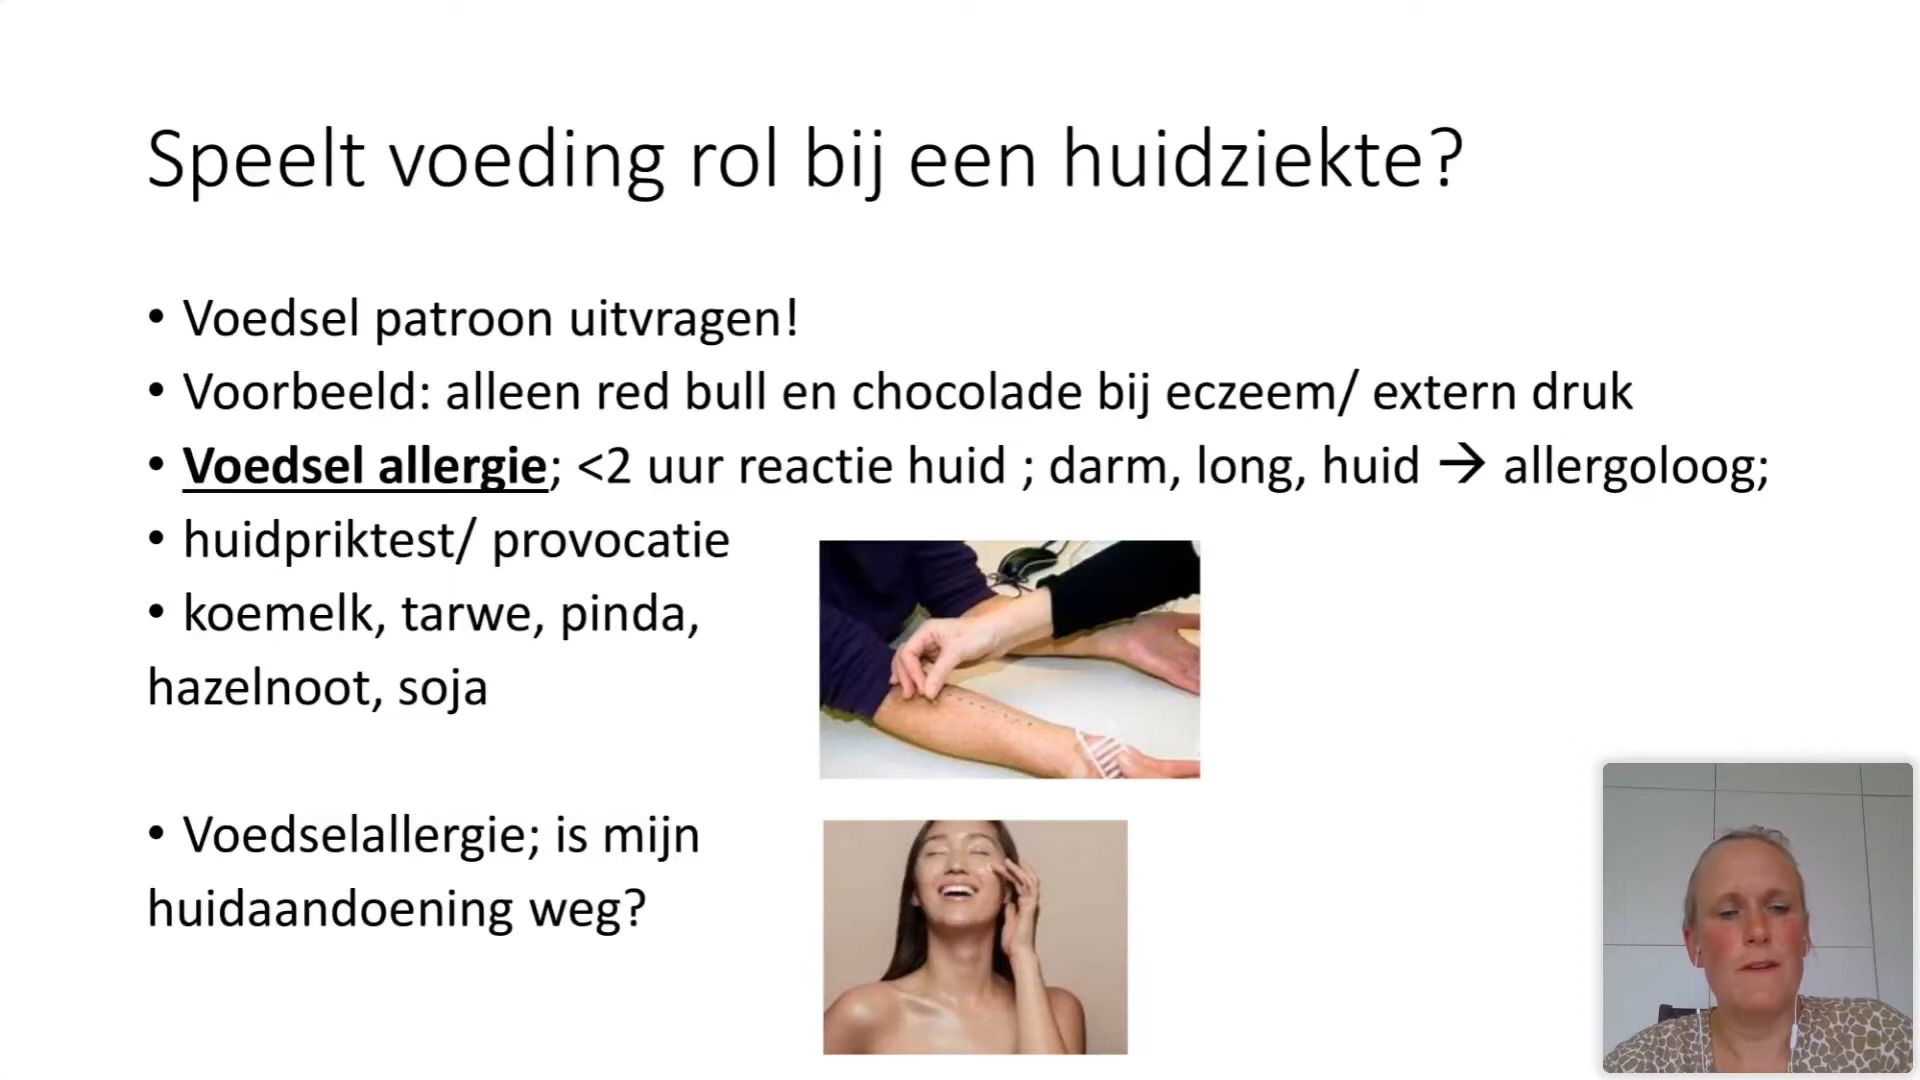 Speelt voeding rol bij een huidziekte?
• Voedsel patroon uitvragen!
• Voorbeeld: alleen red bull en chocolade bij eczeem/ extern druk
• Voedsel allergie; <2 uur reactie huid ; darm, long, huid → allergoloog;
• huidpriktest/ provocatie
• koemelk, tarwe, pinda,
hazelnoot, soja
• Voedselallergie; is mijn
huidaandoening weg?